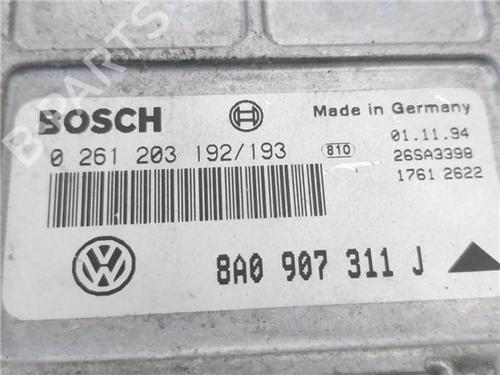 BOSCH
Made in Germany
0 261 203 192/193
810
01.11.94
26SA3398
1761 2622
8A0 907 311 J
B-PARTS